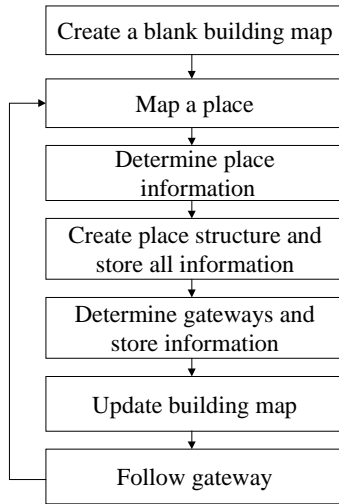 Create a blank building map
Map a place
Determine place
information
Create place structure and
store all information
Determine gateways and
store information
Update building map
Follow gateway